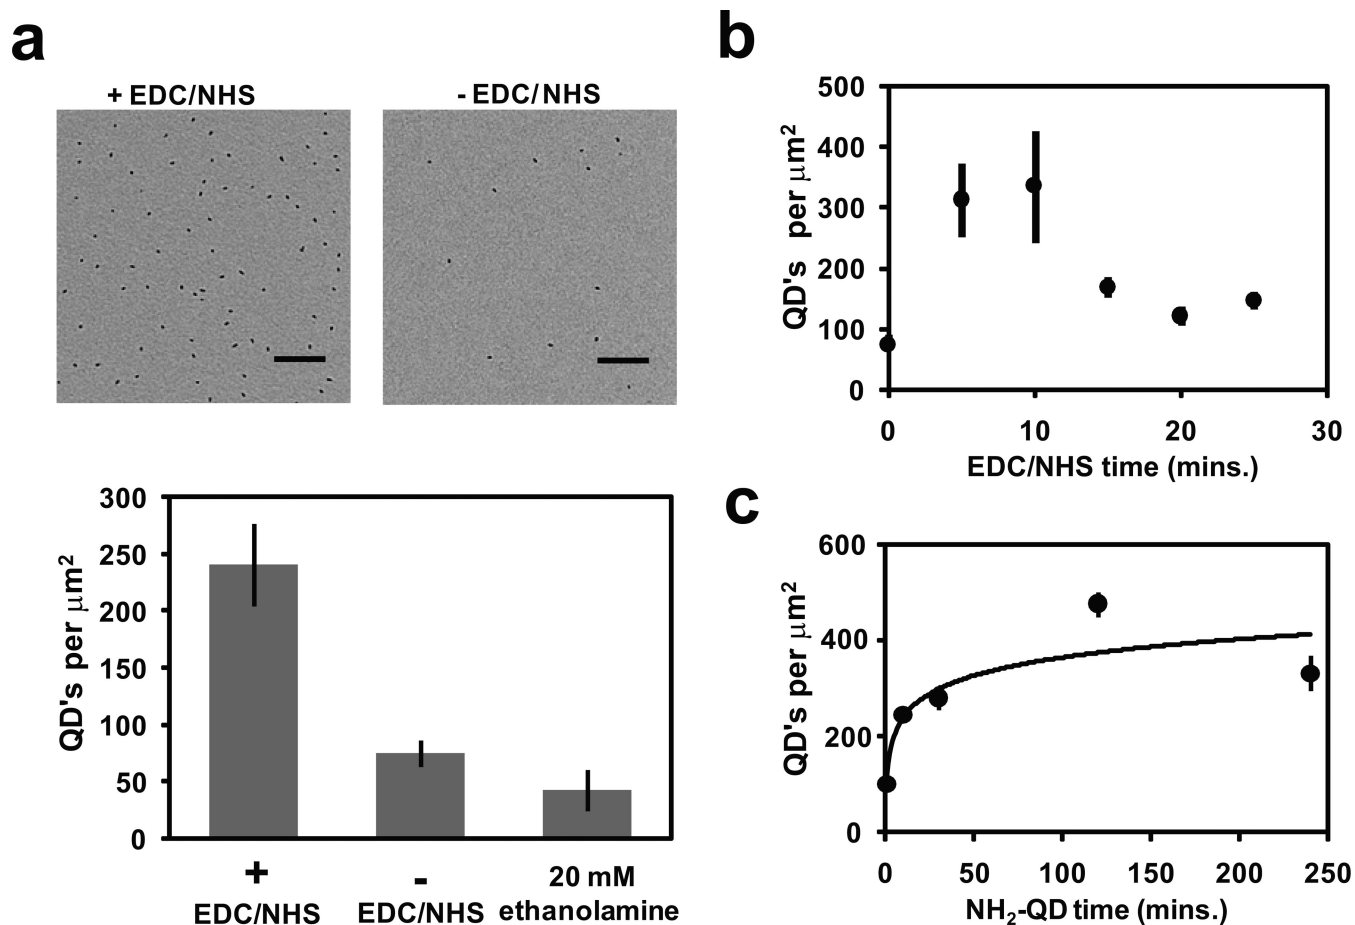 a
+ EDC/NHS
- EDC/NHS
300
250
200
150
100
50
0
QD's per μm²
+
EDC/NHS
-
EDC/NHS
20 mM
ethanolamine
b
500
400
300
200
100
0
QD's per μm²
0 10 20 30
EDC/NHS time (mins.)
c
600
400
200
0
QD's per μm²
0 50 100 150 200 250
NH₂-QD time (mins.)